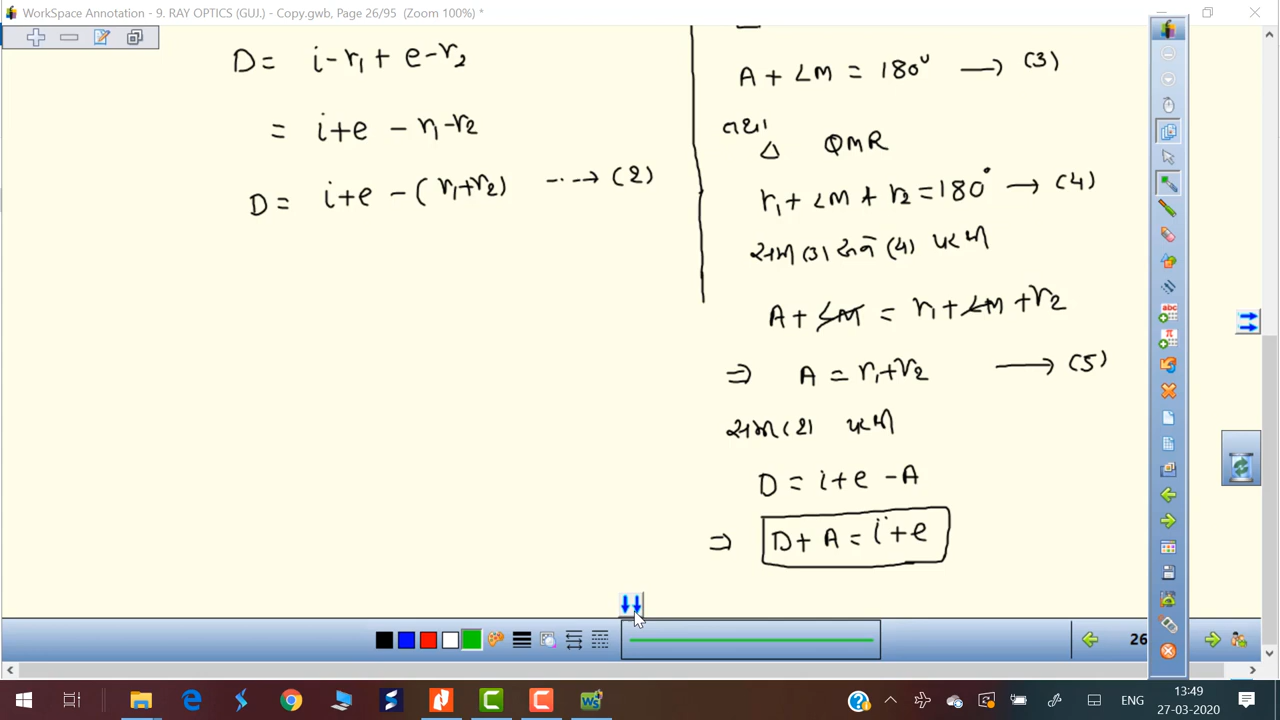 WorkSpace Annotation - 9. RAY OPTICS (GUJ.) - Copy.gwb, Page 26/95 (Zoom 100%) *
D = i-r₁ + e-r₂
= i+e - r₁-r₂
D = i+e - (r₁+r₂) ---→ (2)
A + ∠M = 180° → (3)
તથા
△ QMR
r₁ + ∠M + r₂ = 180° → (4)
સમી (3) અને (4) પરથી
A + ∠M = r₁ + ∠M + r₂
⇒ A = r₁+r₂ → (5)
સમી (2) પરથી
D = i+e -A
⇒ D+ A = i+e
abc
π
26
ENG
13:49
27-03-2020